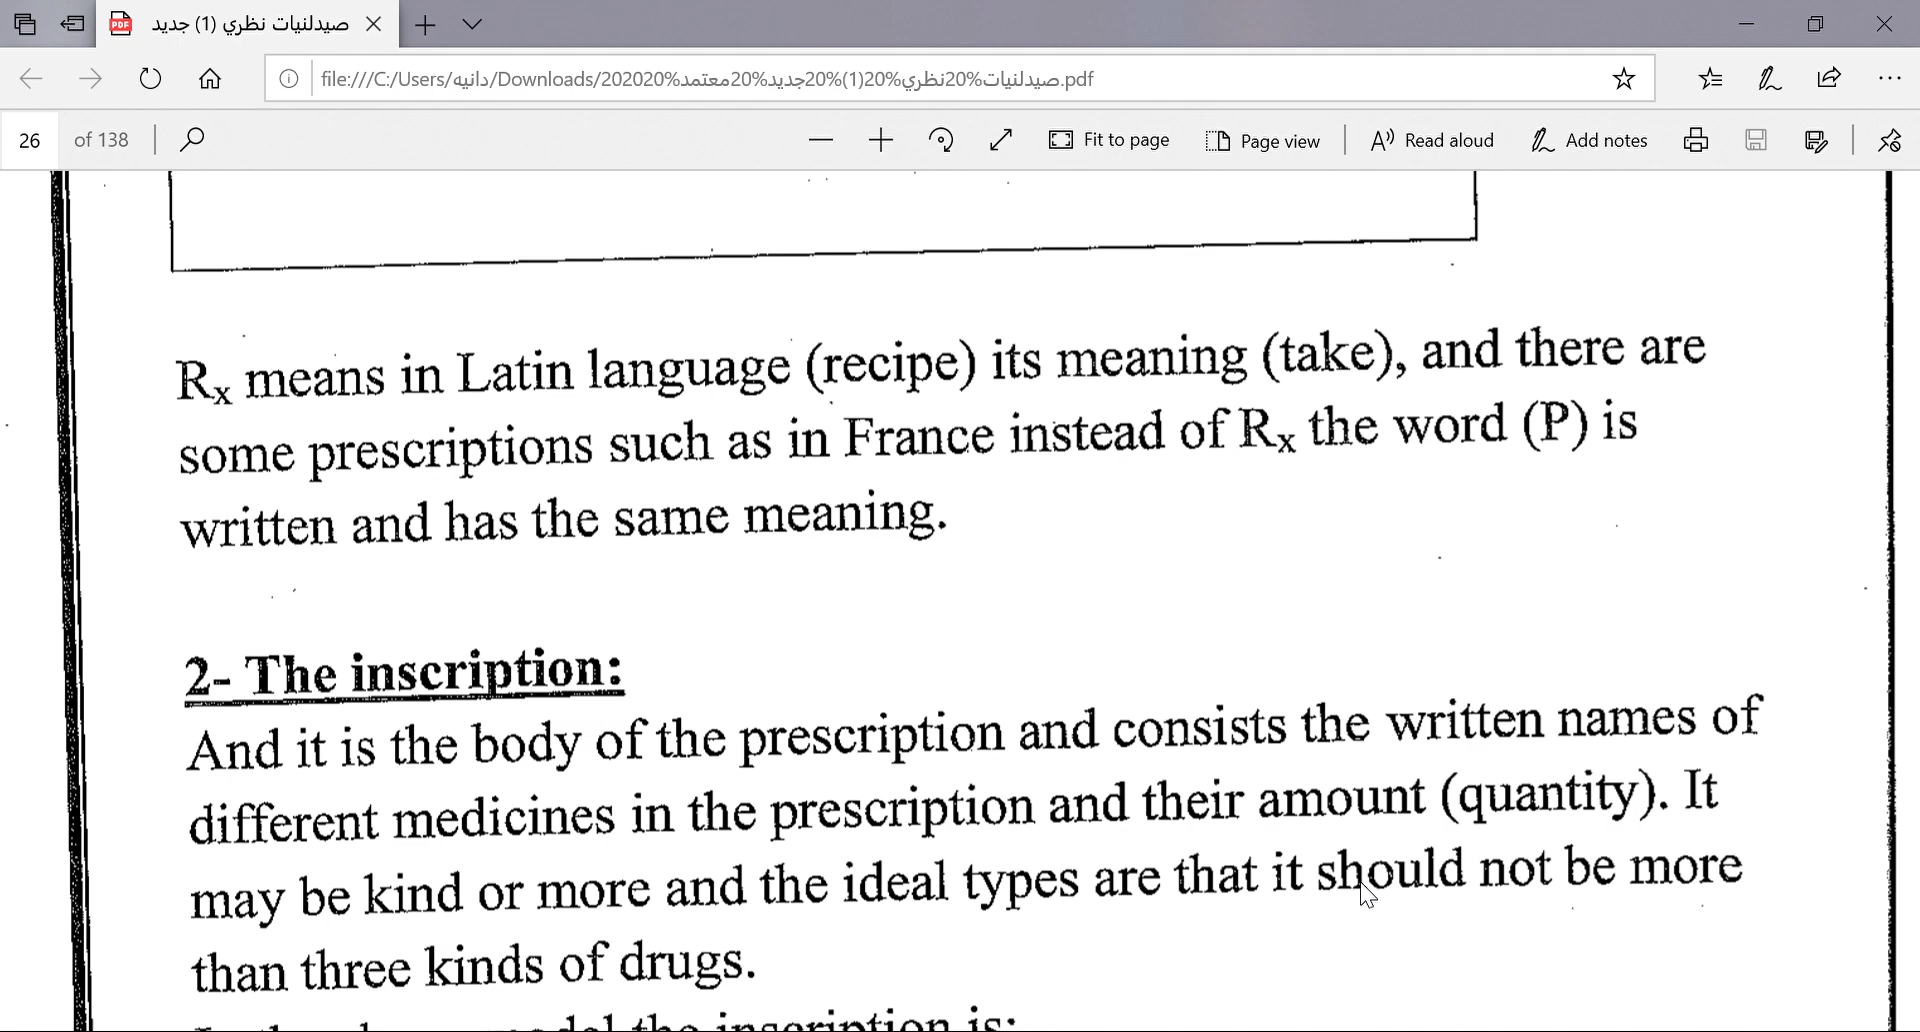 صيدلنيات نظري (1) جديد
file:///C:/Users/دانيه/Downloads/202020%معتمد20%جديد20%(1)20%نظري20%صيدلنيات.pdf
26 of 138 Fit to page Page view Read aloud Add notes
Rx means in Latin language (recipe) its meaning (take), and there are
some prescriptions such as in France instead of Rx the word (P) is
written and has the same meaning.
2- The inscription:
And it is the body of the prescription and consists the written names of
different medicines in the prescription and their amount (quantity). It
may be kind or more and the ideal types are that it should not be more
than three kinds of drugs.
the inscription is: